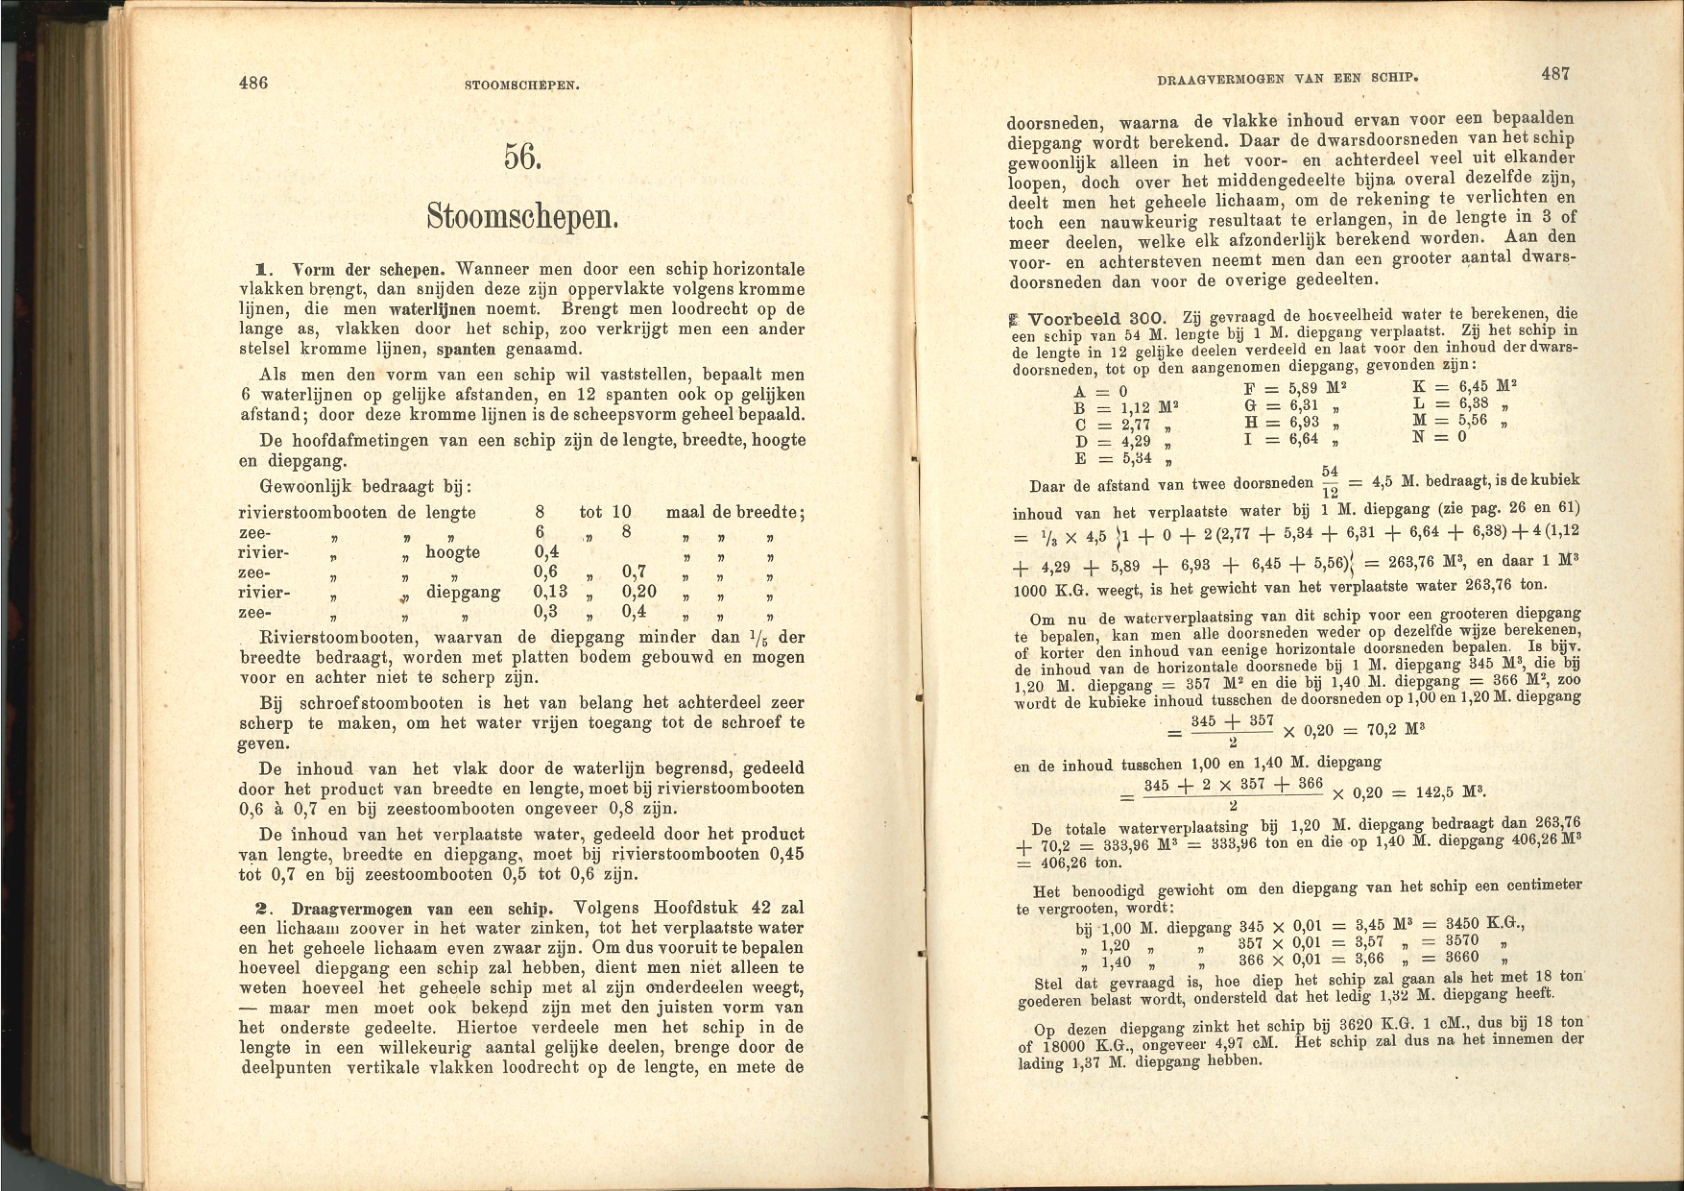 486
STOOMSCHEPEN.
56.
Stoomschepen.
1. Vorm der schepen. Wanneer men door een schip horizontale
vlakken brengt, dan snijden deze zijn oppervlakte volgens kromme
lijnen, die men waterlijnen noemt. Brengt men loodrecht op de
lange as, vlakken door het schip, zoo verkrijgt men een ander
stelsel kromme lijnen, spanten genaamd.
Als men den vorm van een schip wil vaststellen, bepaalt men
6 waterlijnen op gelijke afstanden, en 12 spanten ook op gelijken
afstand; door deze kromme lijnen is de scheepsvorm geheel bepaald.
De hoofdafmetingen van een schip zijn de lengte, breedte, hoogte
en diepgang.
Gewoonlijk bedraagt bij:
rivierstoombooten de lengte 8 tot 10 maal de breedte;
zee- „ „ „ 6 „ 8 „ „ „
rivier- „ „ hoogte 0,4 „ „ „
zee- „ „ „ 0,6 „ 0,7 „ „ „
rivier- „ „ diepgang 0,13 „ 0,20 „ „ „
zee- „ „ „ 0,3 „ 0,4 „ „ „
Rivierstoombooten, waarvan de diepgang minder dan 1/5 der
breedte bedraagt, worden met platten bodem gebouwd en mogen
voor en achter niet te scherp zijn.
Bij schroefstoombooten is het van belang het achterdeel zeer
scherp te maken, om het water vrijen toegang tot de schroef te
geven.
De inhoud van het vlak door de waterlijn begrensd, gedeeld
door het product van breedte en lengte, moet bij rivierstoombooten
0,6 à 0,7 en bij zeestoombooten ongeveer 0,8 zijn.
De inhoud van het verplaatste water, gedeeld door het product
van lengte, breedte en diepgang, moet bij rivierstoombooten 0,45
tot 0,7 en bij zeestoombooten 0,5 tot 0,6 zijn.
2. Draagvermogen van een schip. Volgens Hoofdstuk 42 zal
een lichaam zoover in het water zinken, tot het verplaatste water
en het geheele lichaam even zwaar zijn. Om dus vooruit te bepalen
hoeveel diepgang een schip zal hebben, dient men niet alleen te
weten hoeveel het geheele schip met al zijn onderdeelen weegt,
— maar men moet ook bekend zijn met den juisten vorm van
het onderste gedeelte. Hiertoe verdeele men het schip in de
lengte in een willekeurig aantal gelijke deelen, brenge door de
deelpunten vertikale vlakken loodrecht op de lengte, en mete de
DRAAGVERMOGEN VAN EEN SCHIP.
487
doorsneden, waarna de vlakke inhoud ervan voor een bepaalden
diepgang wordt berekend. Daar de dwarsdoorsneden van het schip
gewoonlijk alleen in het voor- en achterdeel veel uit elkander
loopen, doch over het middengedeelte bijna overal dezelfde zijn,
deelt men het geheele lichaam, om de rekening te verlichten en
toch een nauwkeurig resultaat te erlangen, in de lengte in 3 of
meer deelen, welke elk afzonderlijk berekend worden. Aan den
voor- en achtersteven neemt men dan een grooter aantal dwars-
doorsneden dan voor de overige gedeelten.
Voorbeeld 300. Zij gevraagd de hoeveelheid water te berekenen, die
een schip van 54 M. lengte bij 1 M. diepgang verplaatst. Zij het schip in
de lengte in 12 gelijke deelen verdeeld en laat voor den inhoud der dwars-
doorsneden, tot op den aangenomen diepgang, gevonden zijn:
A = 0 F = 5,89 M² K = 6,45 M²
B = 1,12 M² G = 6,31 „ L = 6,38 „
C = 2,77 „ H = 6,93 „ M = 5,56 „
D = 4,29 „ I = 6,64 „ N = 0
E = 5,34 „
Daar de afstand van twee doorsneden 54/12 = 4,5 M. bedraagt, is de kubiek
inhoud van het verplaatste water bij 1 M. diepgang (zie pag. 26 en 61)
= 1/3 × 4,5 {1 + 0 + 2 (2,77 + 5,34 + 6,31 + 6,64 + 6,38) + 4 (1,12
+ 4,29 + 5,89 + 6,93 + 6,45 + 5,56)} = 263,76 M³, en daar 1 M³
1000 K.G. weegt, is het gewicht van het verplaatste water 263,76 ton.
Om nu de waterverplaatsing van dit schip voor een grooteren diepgang
te bepalen, kan men alle doorsneden weder op dezelfde wijze berekenen,
of korter den inhoud van eenige horizontale doorsneden bepalen. Is bijv.
de inhoud van de horizontale doorsnede bij 1 M. diepgang 345 M², die bij
1,20 M. diepgang = 357 M² en die bij 1,40 M. diepgang = 366 M², zoo
wordt de kubieke inhoud tusschen de doorsneden op 1,00 en 1,20 M. diepgang
= (345 + 357)/2 × 0,20 = 70,2 M³
en de inhoud tusschen 1,00 en 1,40 M. diepgang
= (345 + 2 × 357 + 366)/2 × 0,20 = 142,5 M³.
De totale waterverplaatsing bij 1,20 M. diepgang bedraagt dan 263,76
+ 70,2 = 333,96 M³ = 333,96 ton en die op 1,40 M. diepgang 406,26 M³
= 406,26 ton.
Het benoodigd gewicht om den diepgang van het schip een centimeter
te vergrooten, wordt:
bij 1,00 M. diepgang 345 × 0,01 = 3,45 M³ = 3450 K.G.,
„ 1,20 „ „ 357 × 0,01 = 3,57 „ = 3570 „
„ 1,40 „ „ 366 × 0,01 = 3,66 „ = 3660 „
Stel dat gevraagd is, hoe diep het schip zal gaan als het met 18 ton
goederen belast wordt, ondersteld dat het ledig 1,32 M. diepgang heeft.
Op dezen diepgang zinkt het schip bij 3620 K.G. 1 cM., dus bij 18 ton
of 18000 K.G., ongeveer 4,97 cM. Het schip zal dus na het innemen der
lading 1,37 M. diepgang hebben.